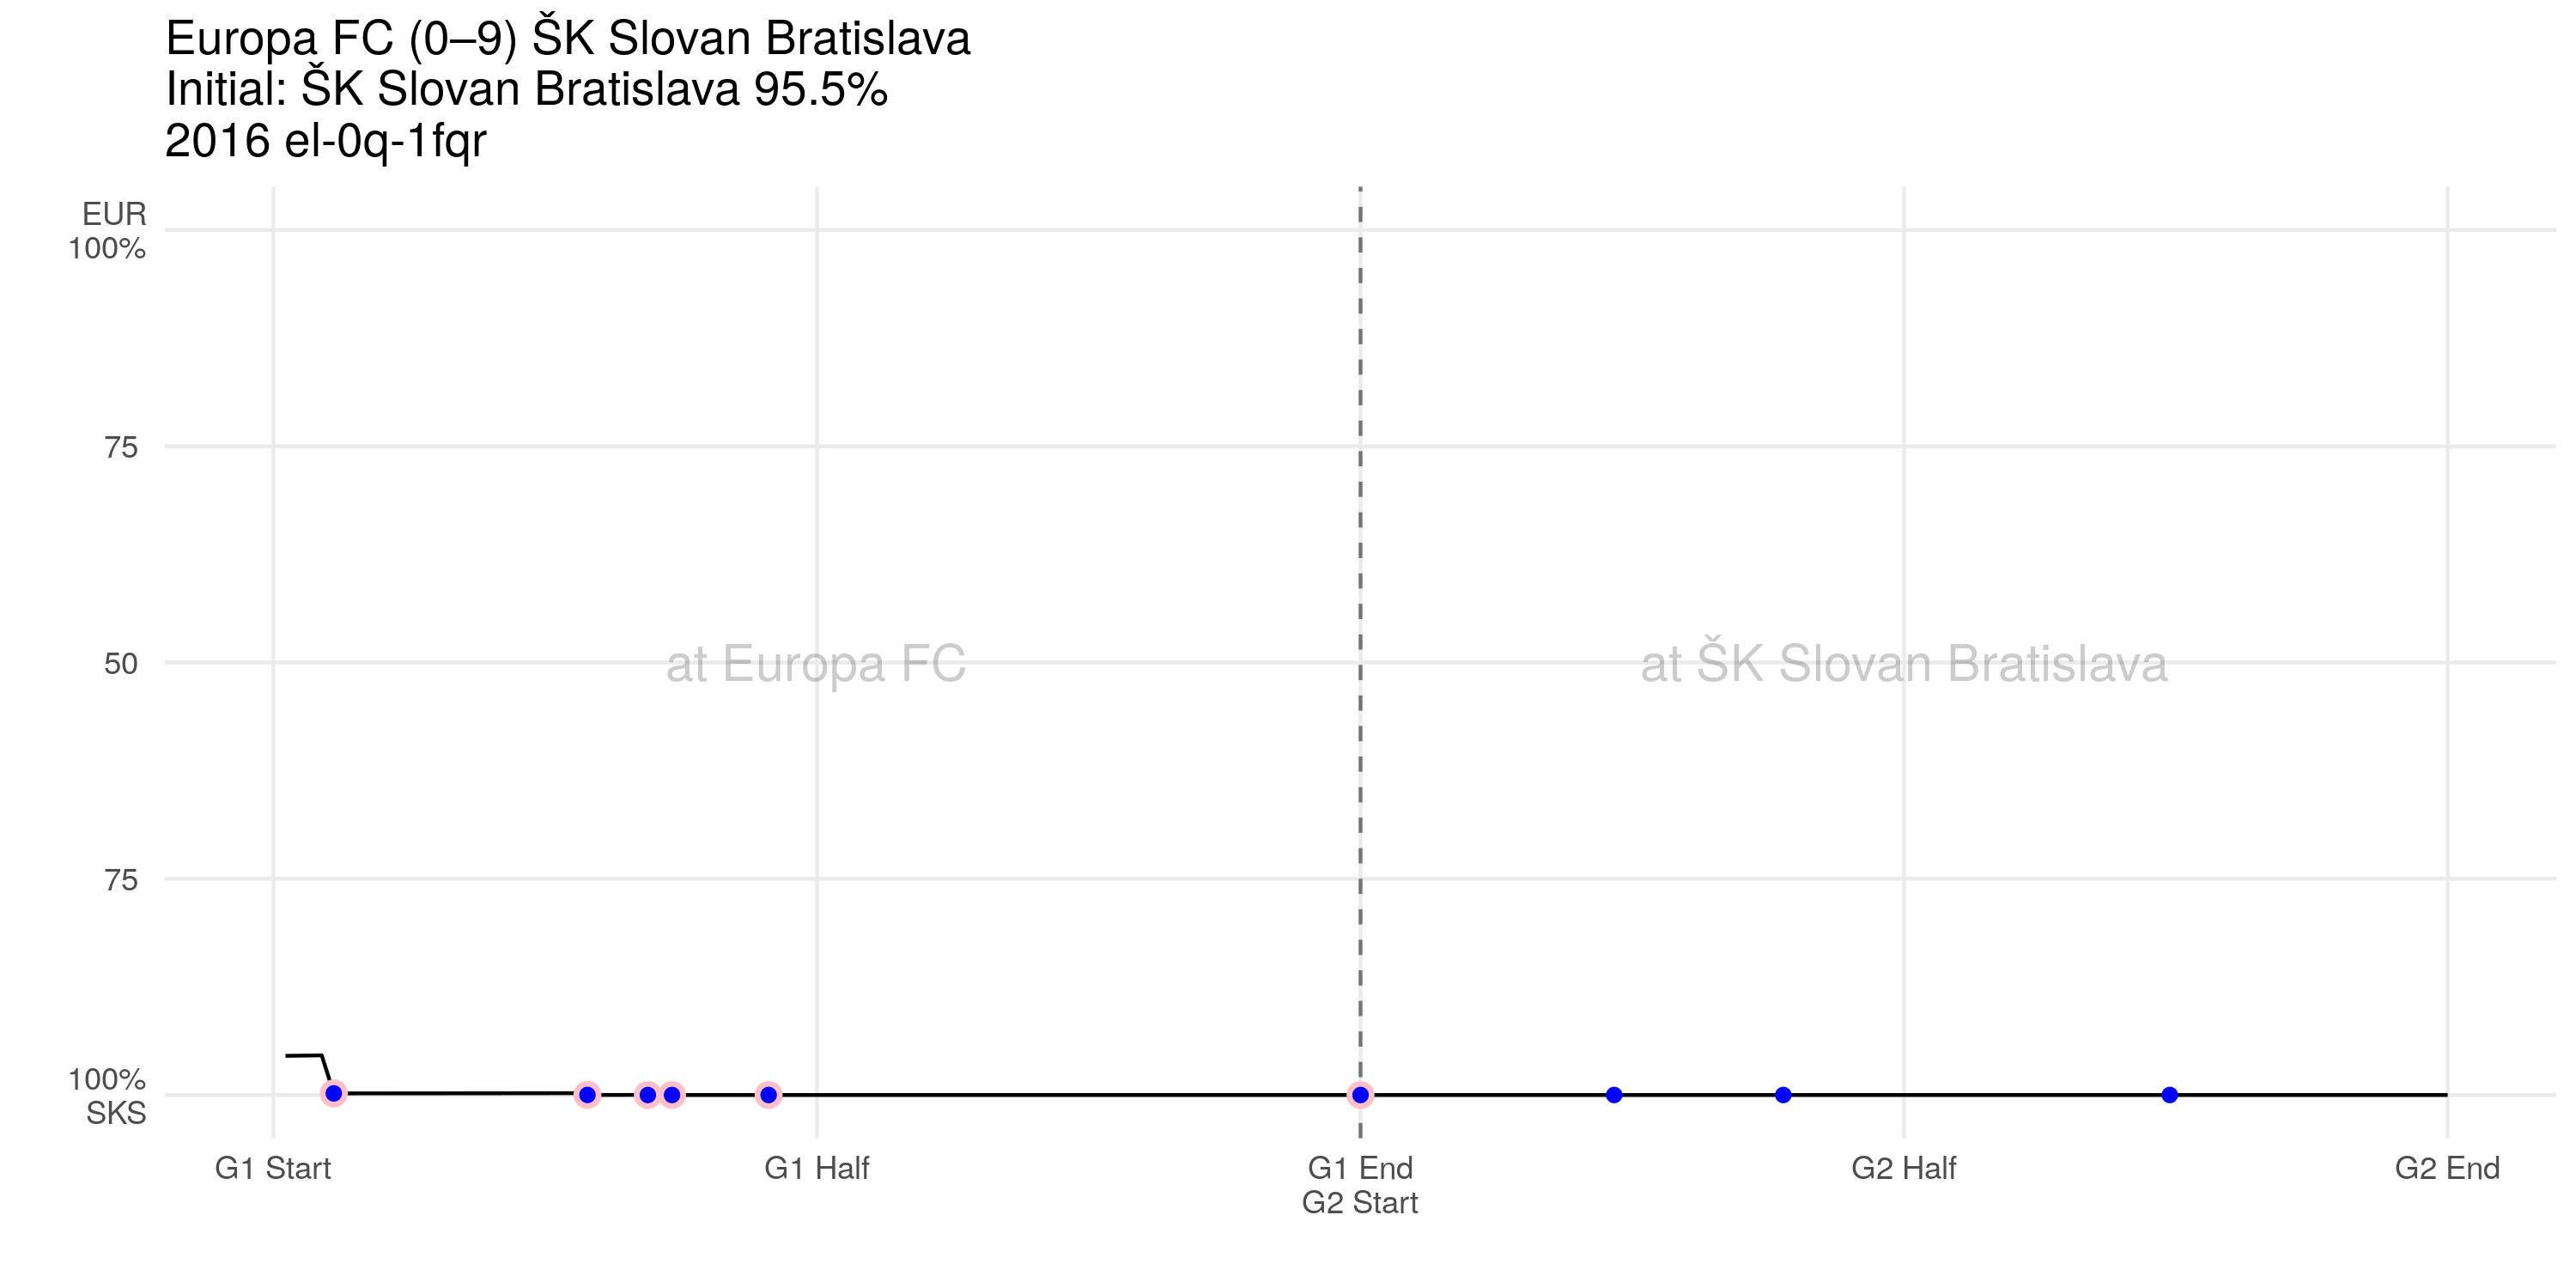 Europa FC (0–9) ŠK Slovan Bratislava
Initial: ŠK Slovan Bratislava 95.5%
2016 el-0q-1fqr
EUR
100%
75
50
75
100%
SKS
at Europa FC
at ŠK Slovan Bratislava
G1 Start
G1 Half
G1 End
G2 Start
G2 Half
G2 End